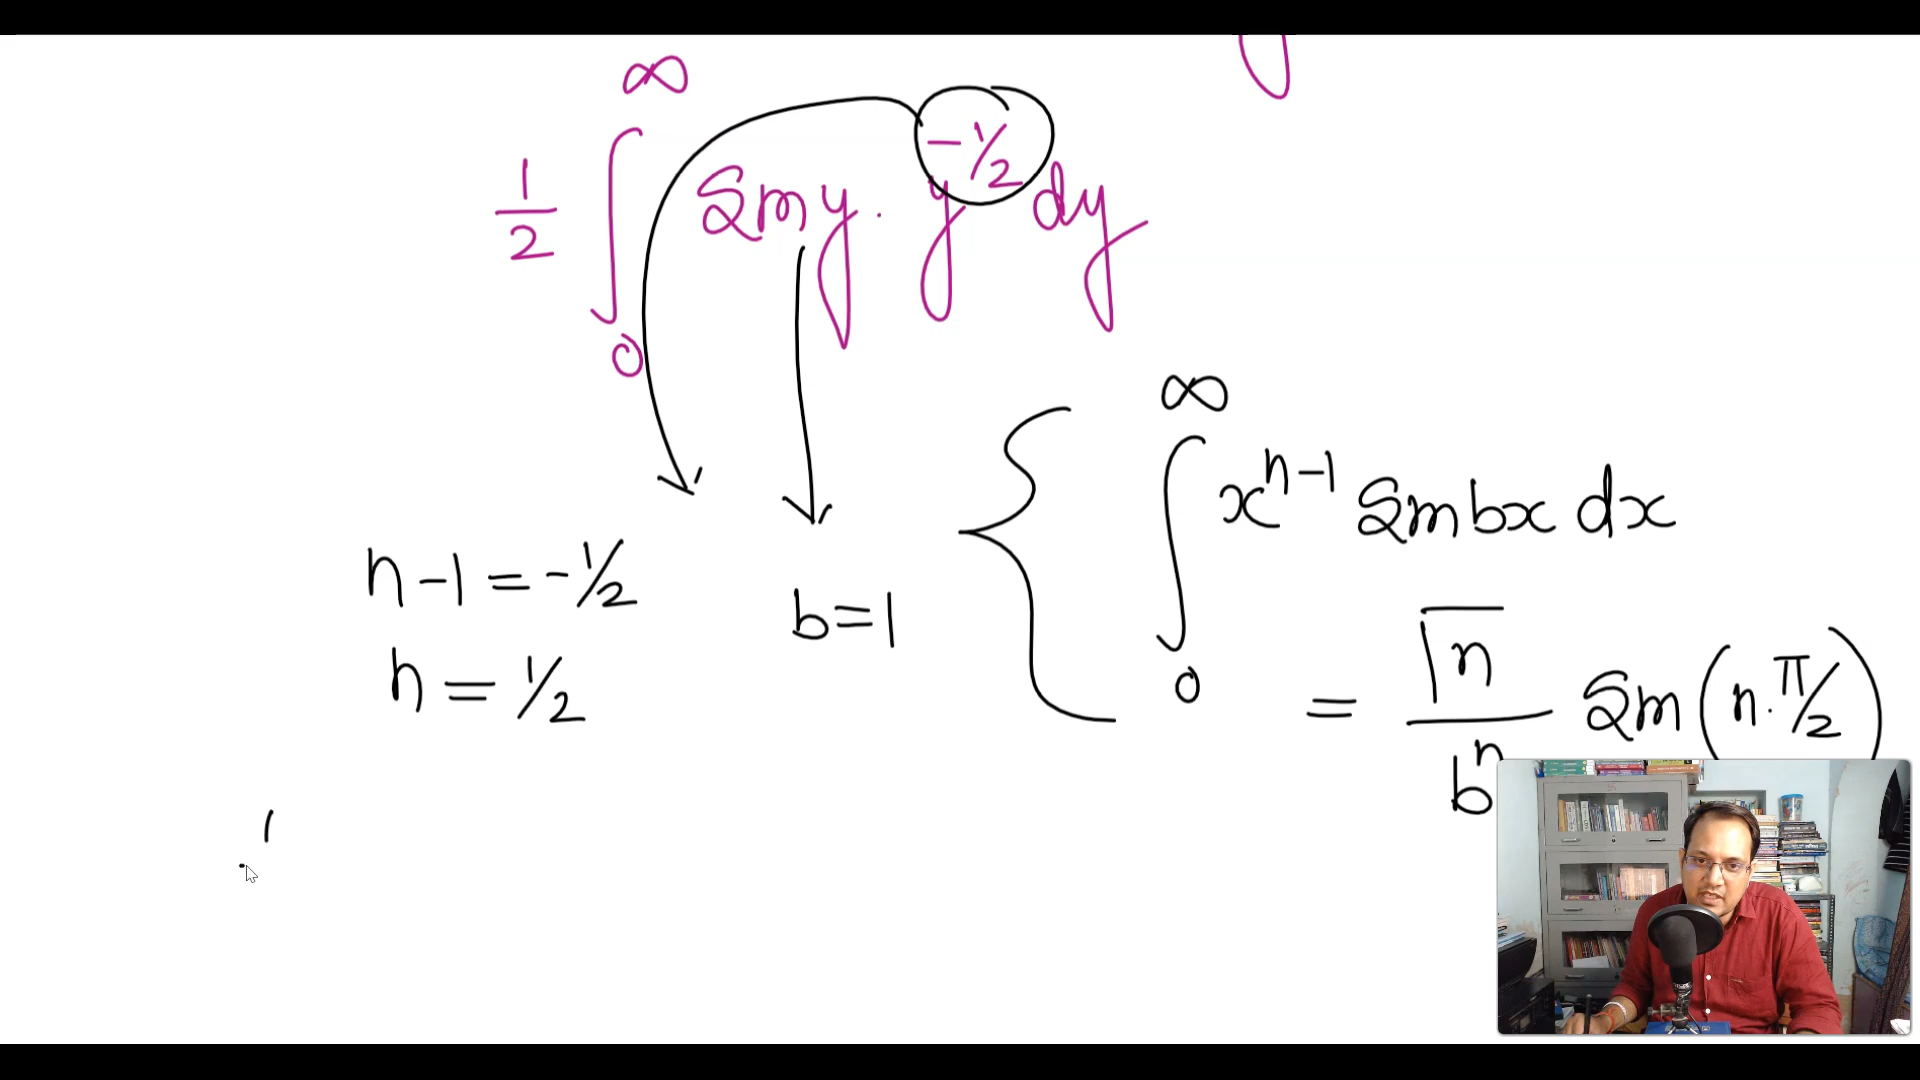 1/2 ∫₀^∞ Sin y . y^(-1/2) dy
n-1 = -1/2
n = 1/2
b=1
∫₀^∞ x^(n-1) Sin bx dx
= Γn / b^n Sin (n.π/2)
1